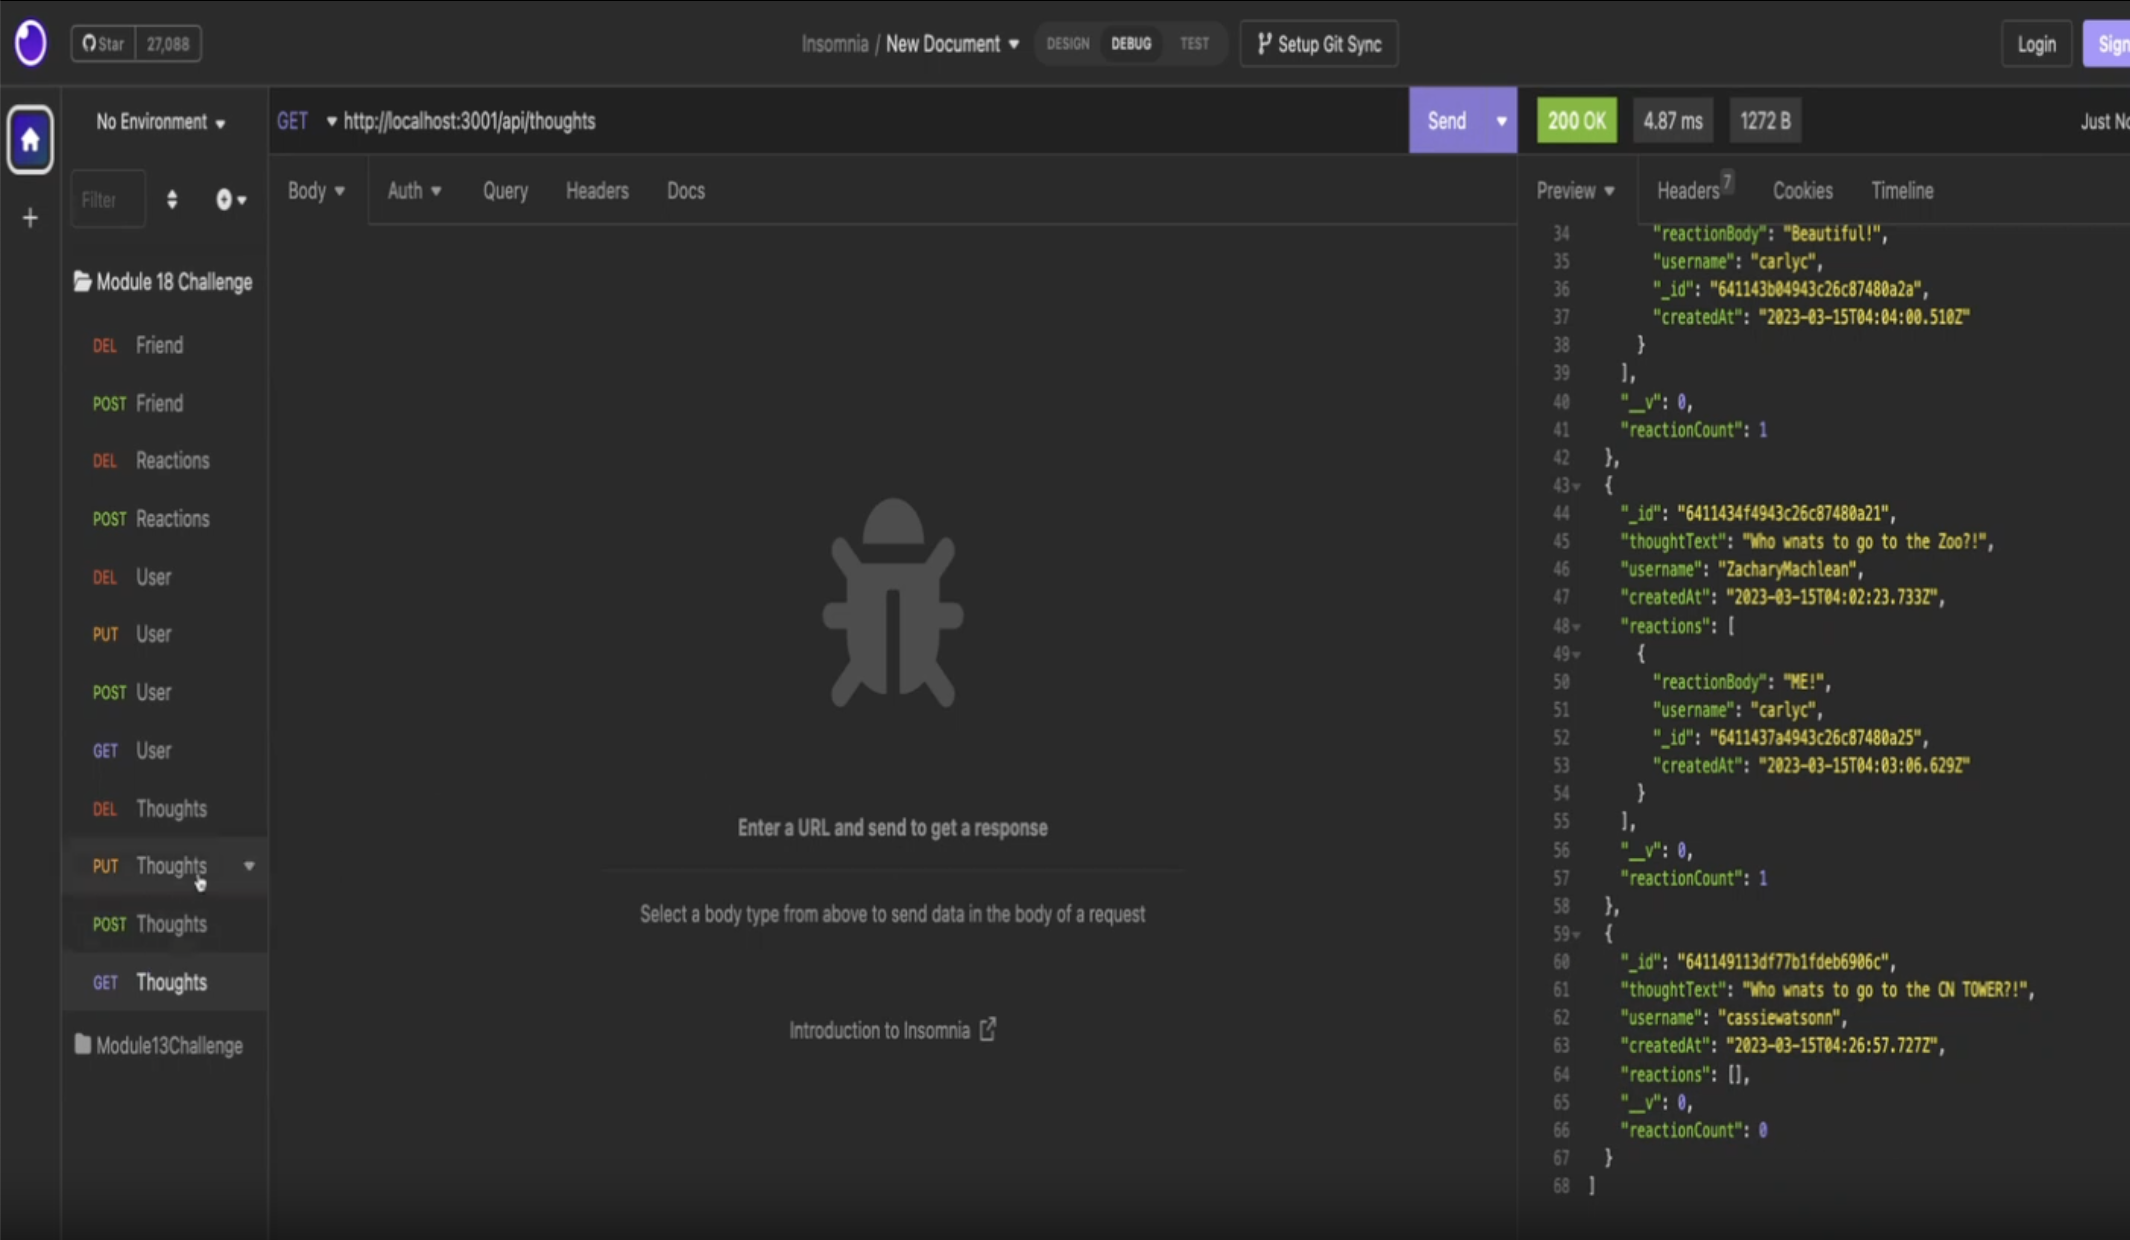 Star 27,088
Insomnia / New Document
DESIGN DEBUG TEST
Setup Git Sync
Login
Sign
No Environment
GET http://localhost:3001/api/thoughts
Send
200 OK 4.87 ms 1272 B
Just No
Filter
Body Auth Query Headers Docs
Preview Headers 7 Cookies Timeline
Module 18 Challenge
DEL Friend
POST Friend
DEL Reactions
POST Reactions
DEL User
PUT User
POST User
GET User
DEL Thoughts
PUT Thoughts
POST Thoughts
GET Thoughts
Module13Challenge
Enter a URL and send to get a response
Select a body type from above to send data in the body of a request
Introduction to Insomnia
34 "reactionBody": "Beautiful!",
35 "username": "carlyc",
36 "_id": "641143b04943c26c87480a2a",
37 "createdAt": "2023-03-15T04:04:00.510Z"
38 }
39 ],
40 "__v": 0,
41 "reactionCount": 1
42 },
43 {
44 "_id": "6411434f4943c26c87480a21",
45 "thoughtText": "Who wnats to go to the Zoo?!",
46 "username": "ZacharyMachlean",
47 "createdAt": "2023-03-15T04:02:23.733Z",
48 "reactions": [
49 {
50 "reactionBody": "ME!",
51 "username": "carlyc",
52 "_id": "6411437a4943c26c87480a25",
53 "createdAt": "2023-03-15T04:03:06.629Z"
54 }
55 ],
56 "__v": 0,
57 "reactionCount": 1
58 },
59 {
60 "_id": "641149113df77b1fdeb6906c",
61 "thoughtText": "Who wnats to go to the CN TOWER?!",
62 "username": "cassiewatsonn",
63 "createdAt": "2023-03-15T04:26:57.727Z",
64 "reactions": [],
65 "__v": 0,
66 "reactionCount": 0
67 }
68 ]